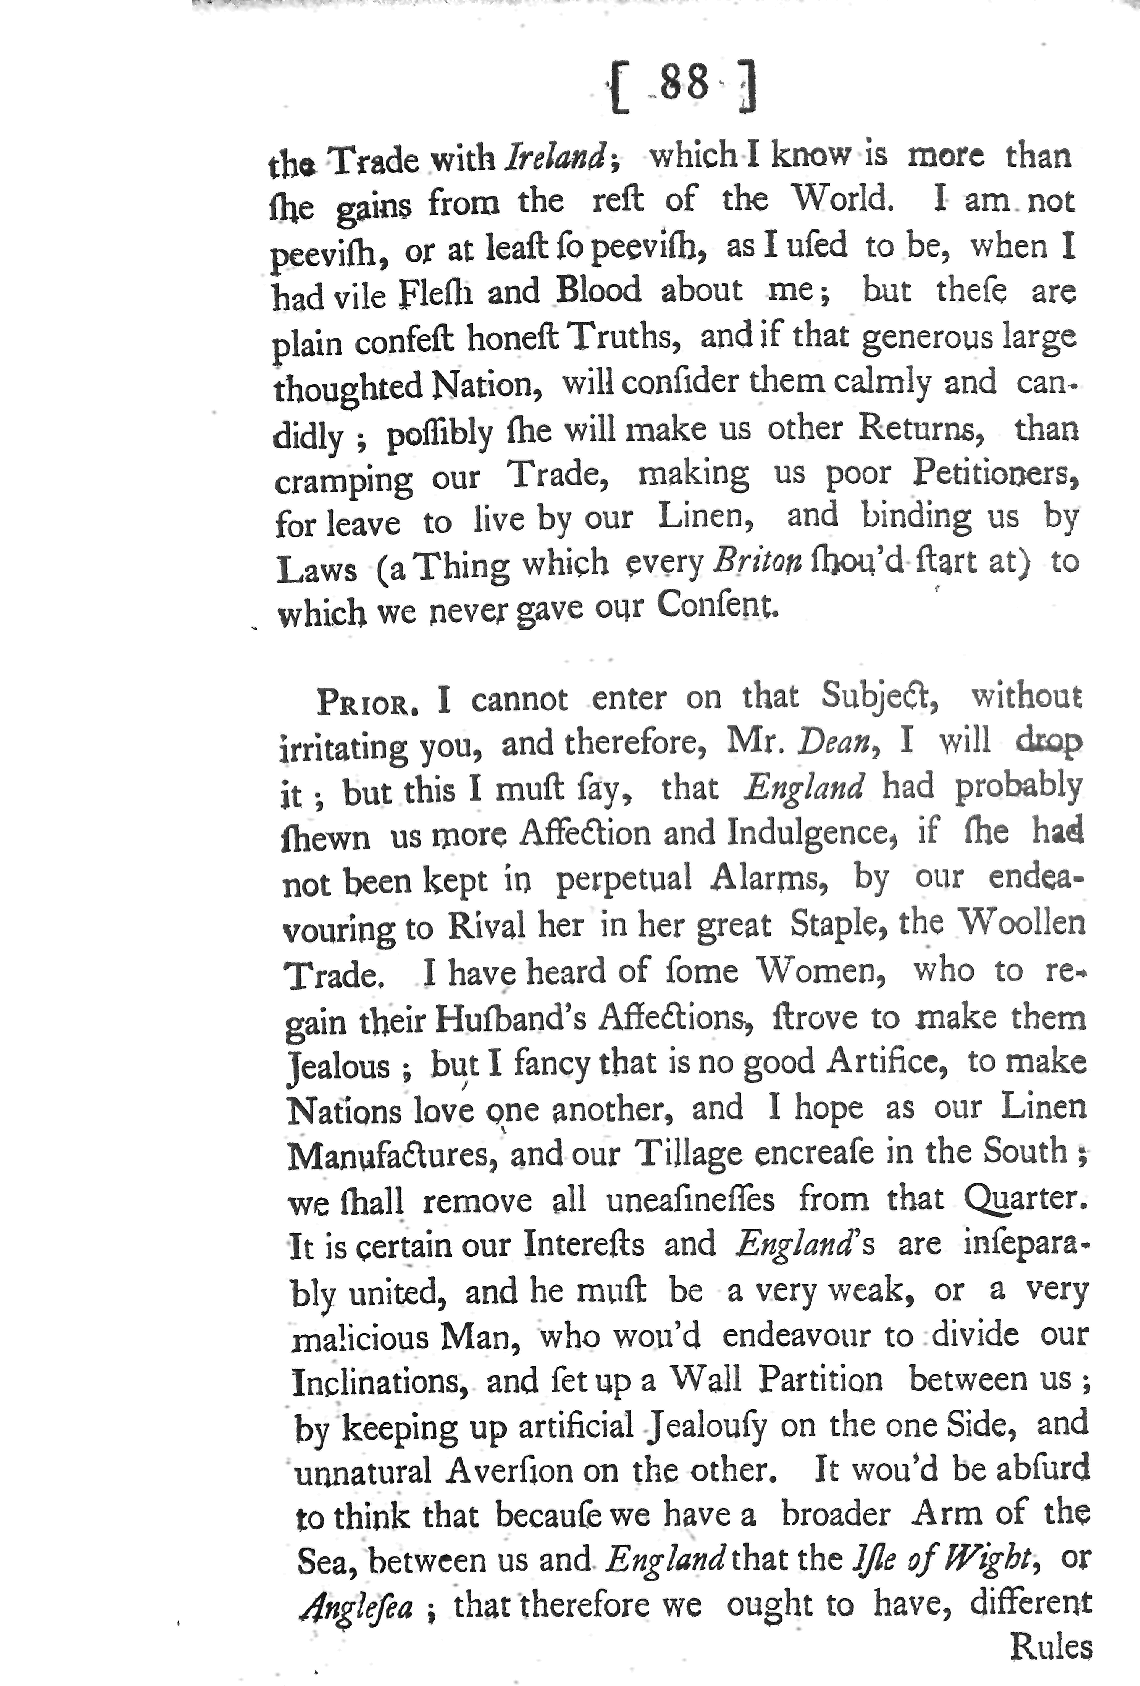 [ 88 ]
the Trade with Ireland; which I know is more than
ſhe gains from the reſt of the World. I am not
peeviſh, or at leaſt ſo peeviſh, as I uſed to be, when I
had vile Fleſh and Blood about me; but theſe are
plain confeſt honeſt Truths, and if that generous large
thoughted Nation, will conſider them calmly and can-
didly ; poſſibly ſhe will make us other Returns, than
cramping our Trade, making us poor Petitioners,
for leave to live by our Linen, and binding us by
Laws (a Thing which every Briton ſhou'd ſtart at) to
which we never gave our Conſent.
PRIOR. I cannot enter on that Subject, without
irritating you, and therefore, Mr. Dean, I will drop
it ; but this I muſt ſay, that England had probably
ſhewn us more Affection and Indulgence, if ſhe had
not been kept in perpetual Alarms, by our endea-
vouring to Rival her in her great Staple, the Woollen
Trade. I have heard of ſome Women, who to re-
gain their Huſband's Affections, ſtrove to make them
Jealous ; but I fancy that is no good Artifice, to make
Nations love one another, and I hope as our Linen
Manufactures, and our Tillage encreaſe in the South ;
we ſhall remove all uneaſineſſes from that Quarter.
It is certain our Intereſts and England's are inſepara-
bly united, and he muſt be a very weak, or a very
malicious Man, who wou'd endeavour to divide our
Inclinations, and ſet up a Wall Partition between us ;
by keeping up artificial Jealouſy on the one Side, and
unnatural Averſion on the other. It wou'd be abſurd
to think that becauſe we have a broader Arm of the
Sea, between us and England that the Iſle of Wight, or
Angleſea ; that therefore we ought to have, different
Rules